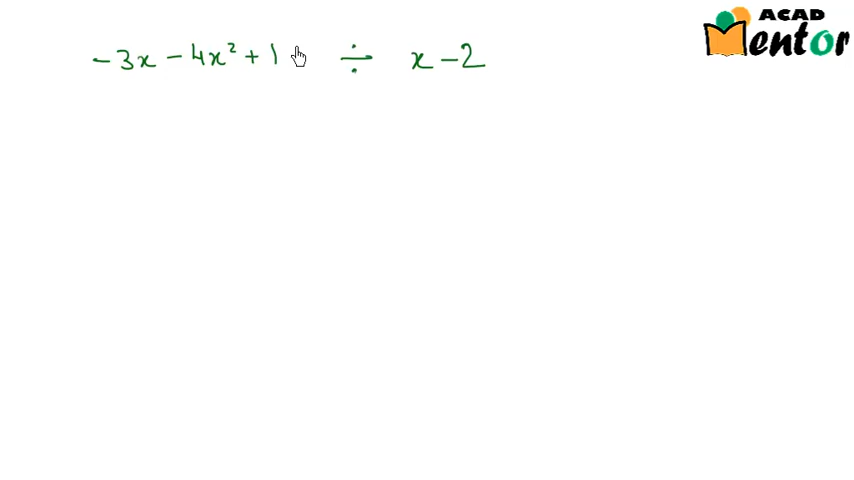 -3x - 4x² + 1 ÷ x - 2
ACAD
Mentor